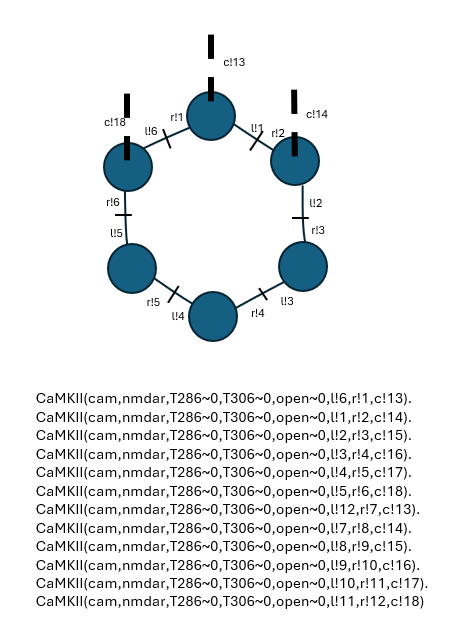 c!13
c!14
c!18
r!1
l!6
l!1
r!2
r!6
l!2
l!5
r!3
r!5
l!3
l!4
r!4
CaMKII(cam,nmdar,T286~0,T306~0,open~0,l!6,r!1,c!13).
CaMKII(cam,nmdar,T286~0,T306~0,open~0,l!1,r!2,c!14).
CaMKII(cam,nmdar,T286~0,T306~0,open~0,l!2,r!3,c!15).
CaMKII(cam,nmdar,T286~0,T306~0,open~0,l!3,r!4,c!16).
CaMKII(cam,nmdar,T286~0,T306~0,open~0,l!4,r!5,c!17).
CaMKII(cam,nmdar,T286~0,T306~0,open~0,l!5,r!6,c!18).
CaMKII(cam,nmdar,T286~0,T306~0,open~0,l!12,r!7,c!13).
CaMKII(cam,nmdar,T286~0,T306~0,open~0,l!7,r!8,c!14).
CaMKII(cam,nmdar,T286~0,T306~0,open~0,l!8,r!9,c!15).
CaMKII(cam,nmdar,T286~0,T306~0,open~0,l!9,r!10,c!16).
CaMKII(cam,nmdar,T286~0,T306~0,open~0,l!10,r!11,c!17).
CaMKII(cam,nmdar,T286~0,T306~0,open~0,l!11,r!12,c!18)